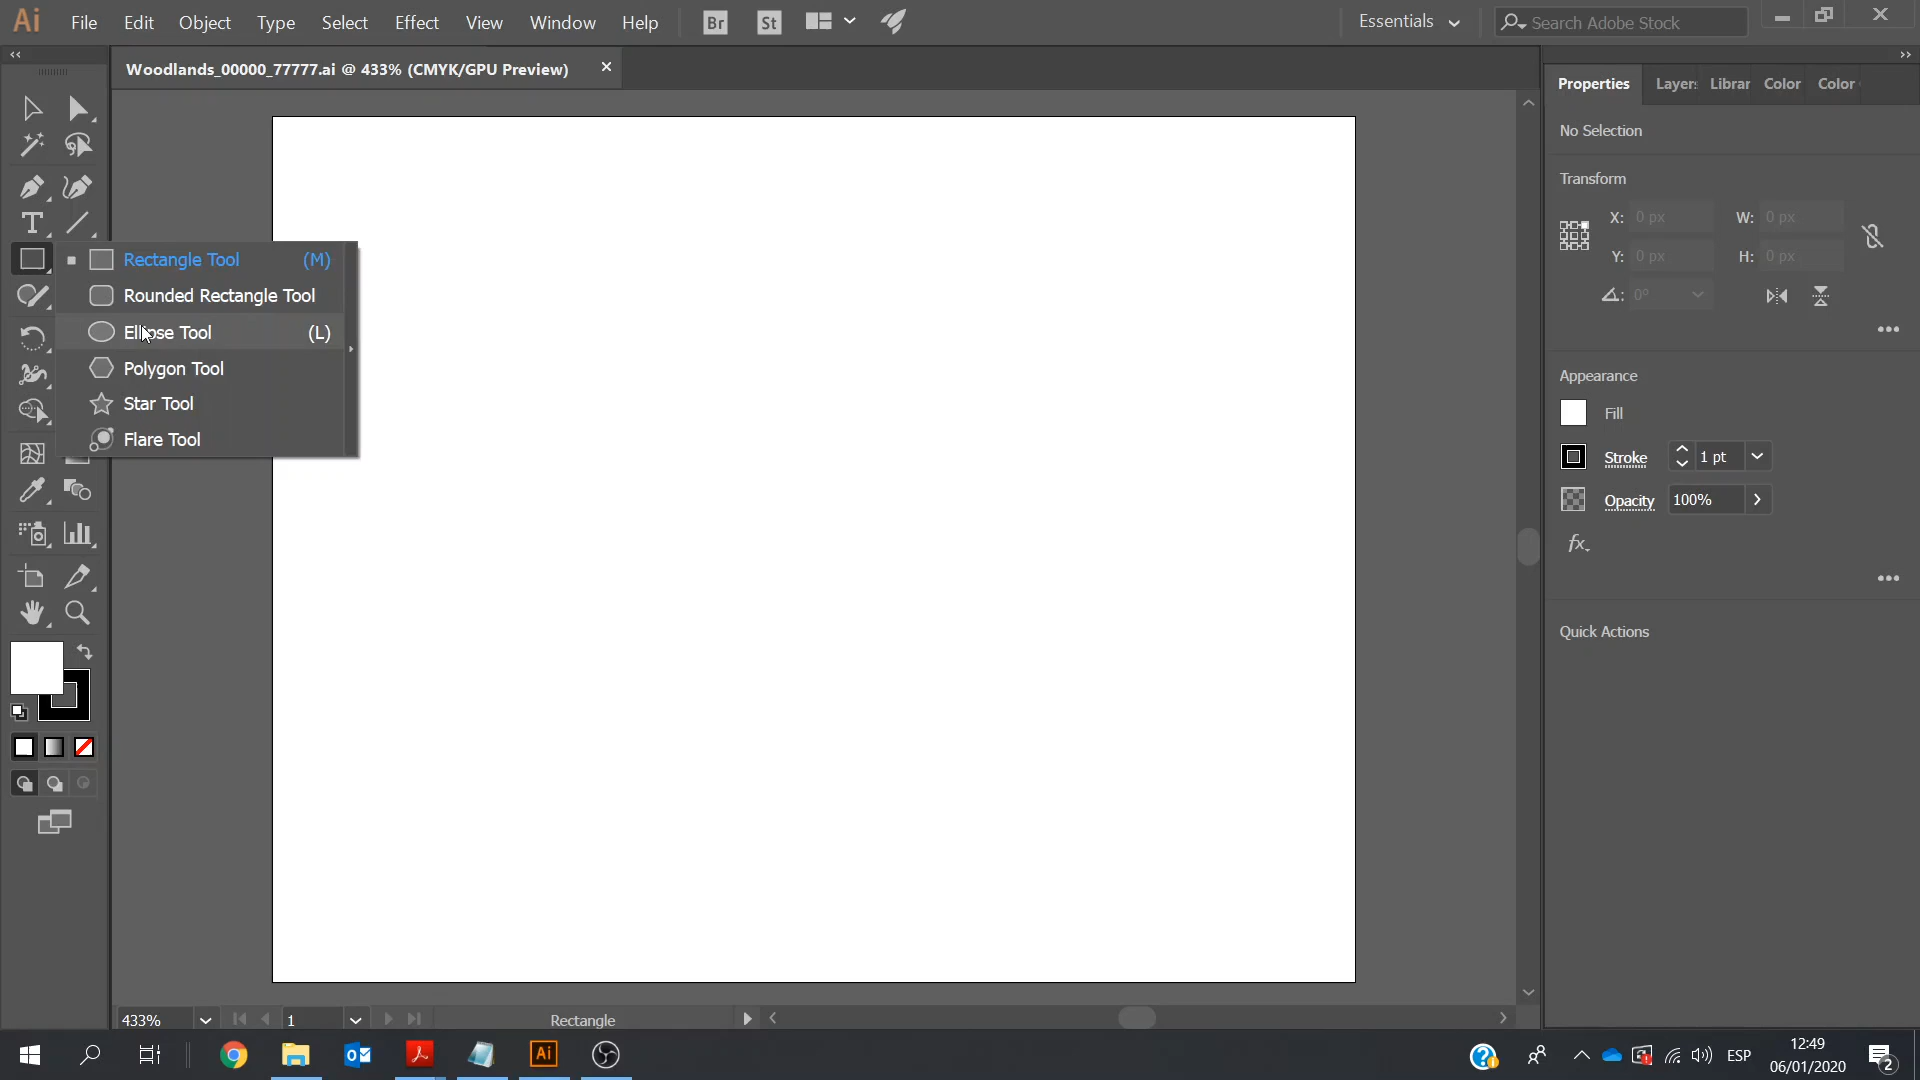 Ai File Edit Object Type Select Effect View Window Help Br St Essentials Search Adobe Stock
Woodlands_00000_77777.ai @ 433% (CMYK/GPU Preview)
Properties Layer Librar Color Color
No Selection
Transform
X: 0 px W: 0 px
Y: 0 px H: 0 px
0°
Rectangle Tool (M)
Rounded Rectangle Tool
Ellipse Tool (L)
Polygon Tool
Star Tool
Flare Tool
Appearance
Fill
Stroke 1 pt
Opacity 100%
fx
Quick Actions
433% 1 Rectangle
Ai ESP 12:49
06/01/2020 2